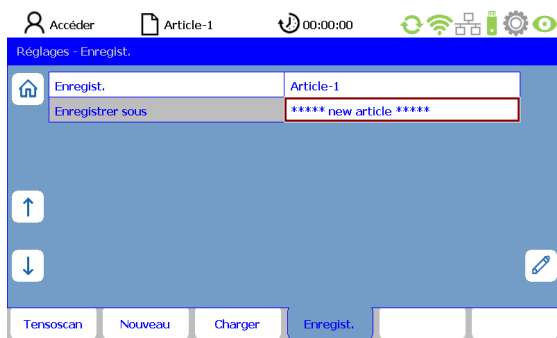 Accéder Article-1 00:00:00
Réglages - Enregist.
Enregist. Article-1
Enregistrer sous ***** new article *****
Tensoscan Nouveau Charger Enregist.